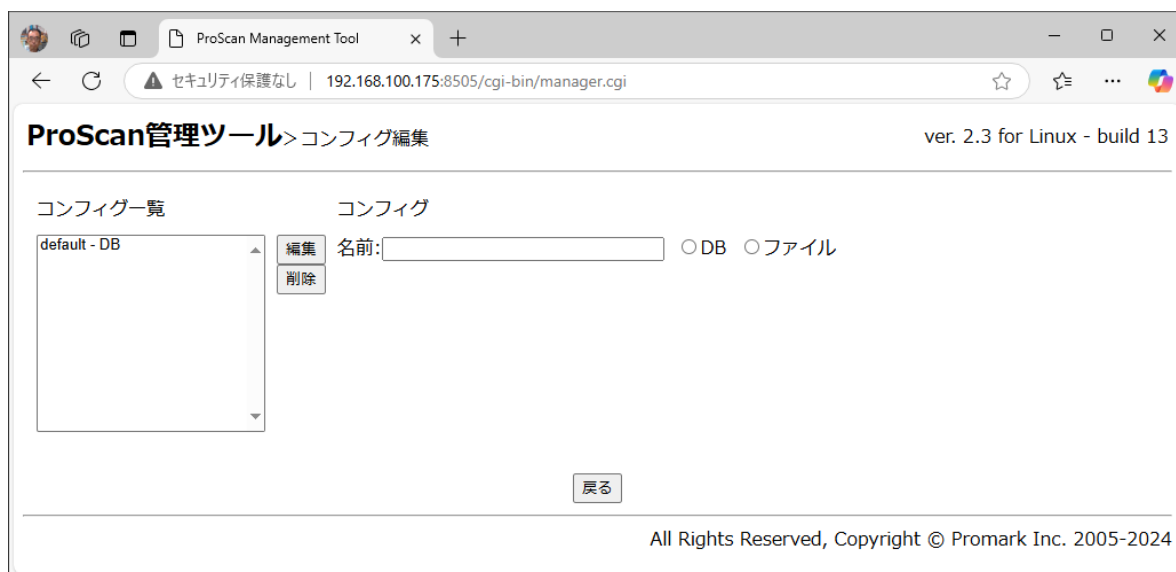 ProScan Management Tool
セキュリティ保護なし | 192.168.100.175:8505/cgi-bin/manager.cgi
ProScan管理ツール>コンフィグ編集
ver. 2.3 for Linux - build 13
コンフィグ一覧
コンフィグ
default - DB
編集
削除
名前:
DB
ファイル
戻る
All Rights Reserved, Copyright © Promark Inc. 2005-2024